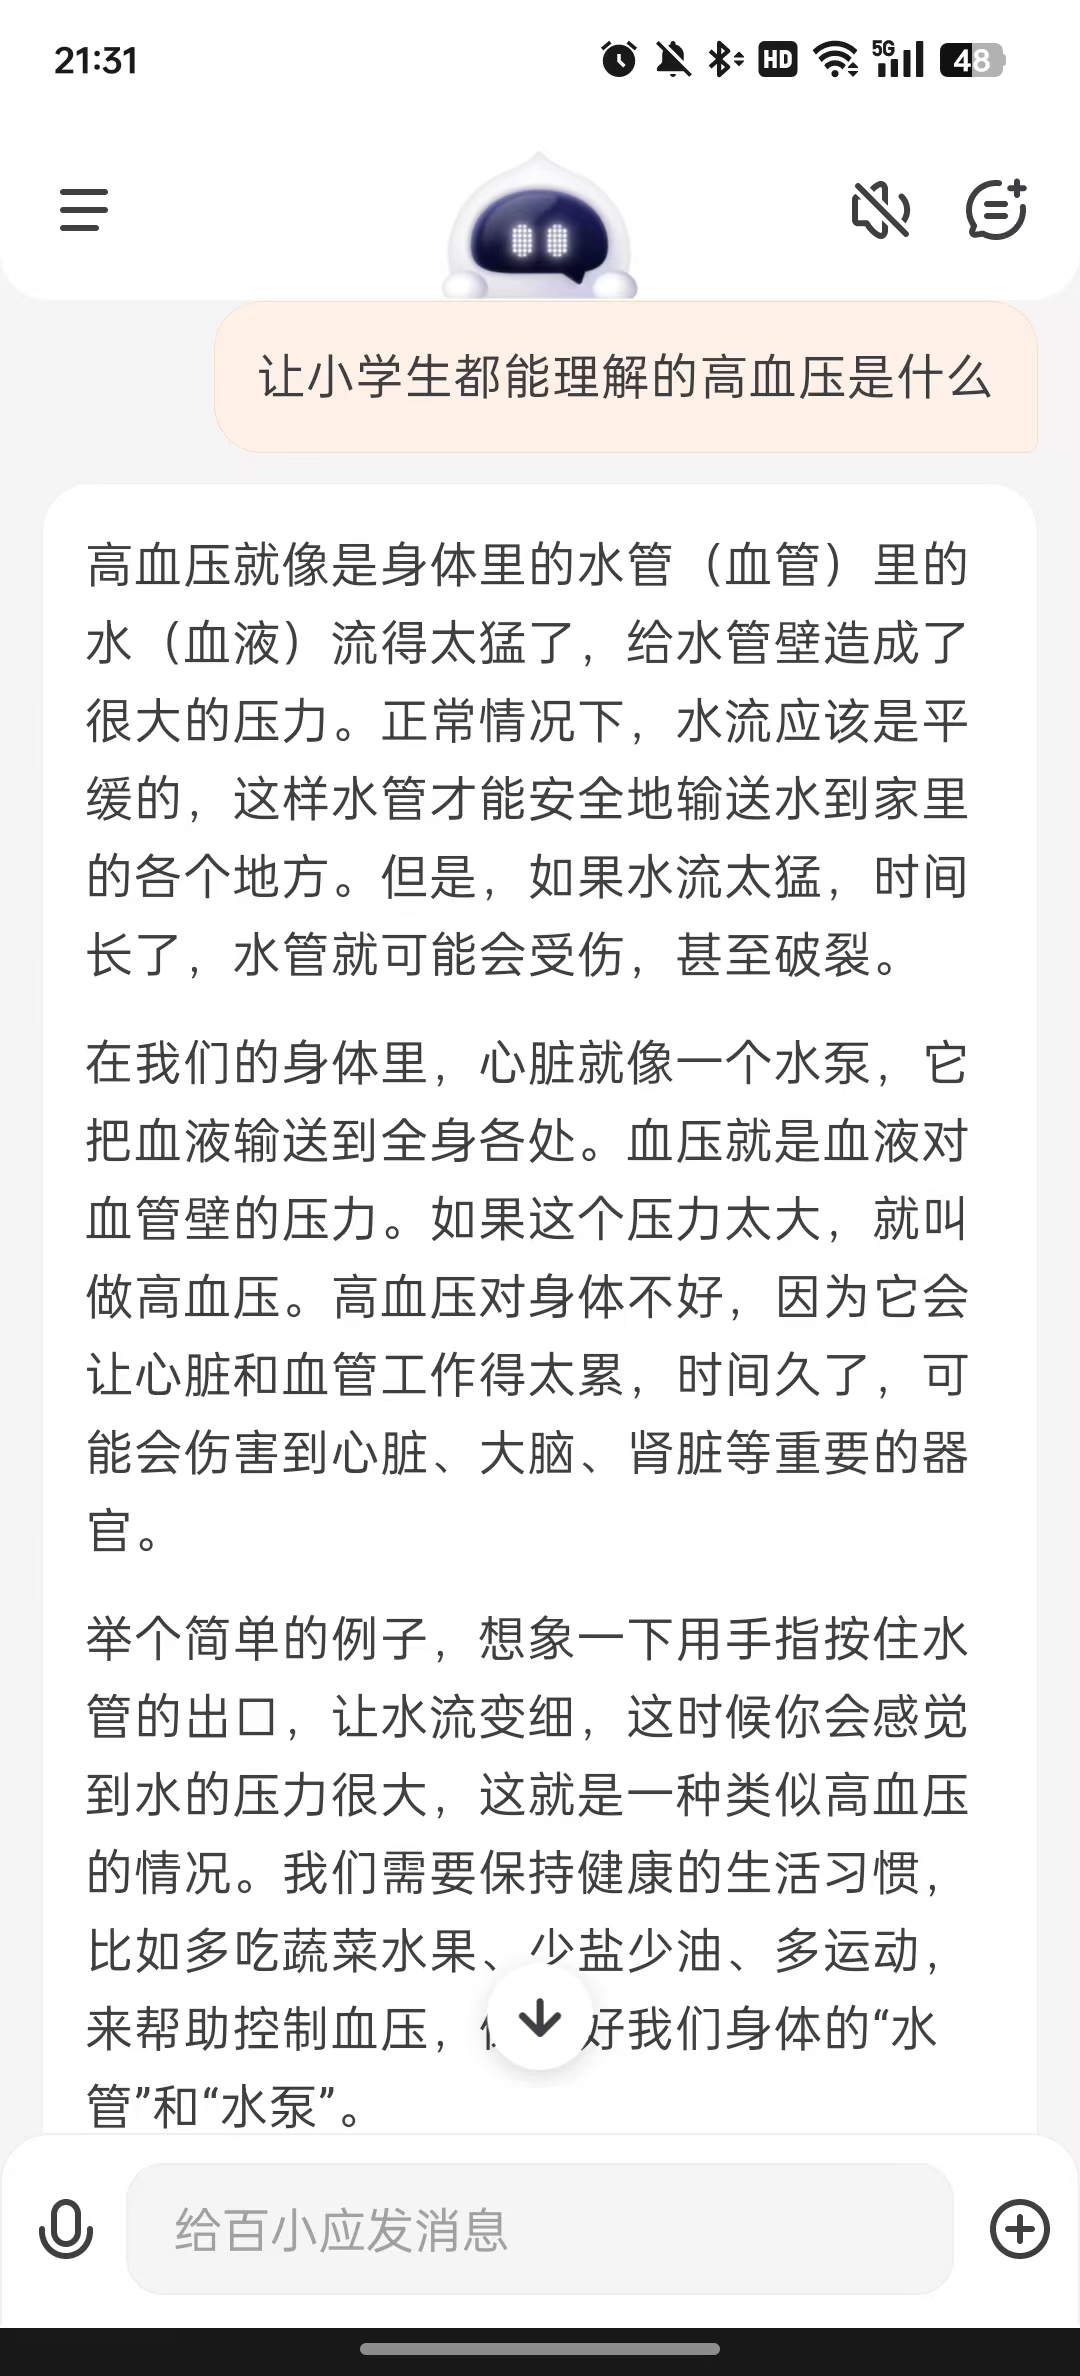 21:31
HD
5G
48
让小学生都能理解的高血压是什么
高血压就像是身体里的水管（血管）里的
水（血液）流得太猛了，给水管壁造成了
很大的压力。正常情况下，水流应该是平
缓的，这样水管才能安全地输送水到家里
的各个地方。但是，如果水流太猛，时间
长了，水管就可能会受伤，甚至破裂。
在我们的身体里，心脏就像一个水泵，它
把血液输送到全身各处。血压就是血液对
血管壁的压力。如果这个压力太大，就叫
做高血压。高血压对身体不好，因为它会
让心脏和血管工作得太累，时间久了，可
能会伤害到心脏、大脑、肾脏等重要的器
官。
举个简单的例子，想象一下用手指按住水
管的出口，让水流变细，这时候你会感觉
到水的压力很大，这就是一种类似高血压
的情况。我们需要保持健康的生活习惯，
比如多吃蔬菜水果、少盐少油、多运动，
来帮助控制血压，好我们身体的“水
管”和“水泵”。
给百小应发消息